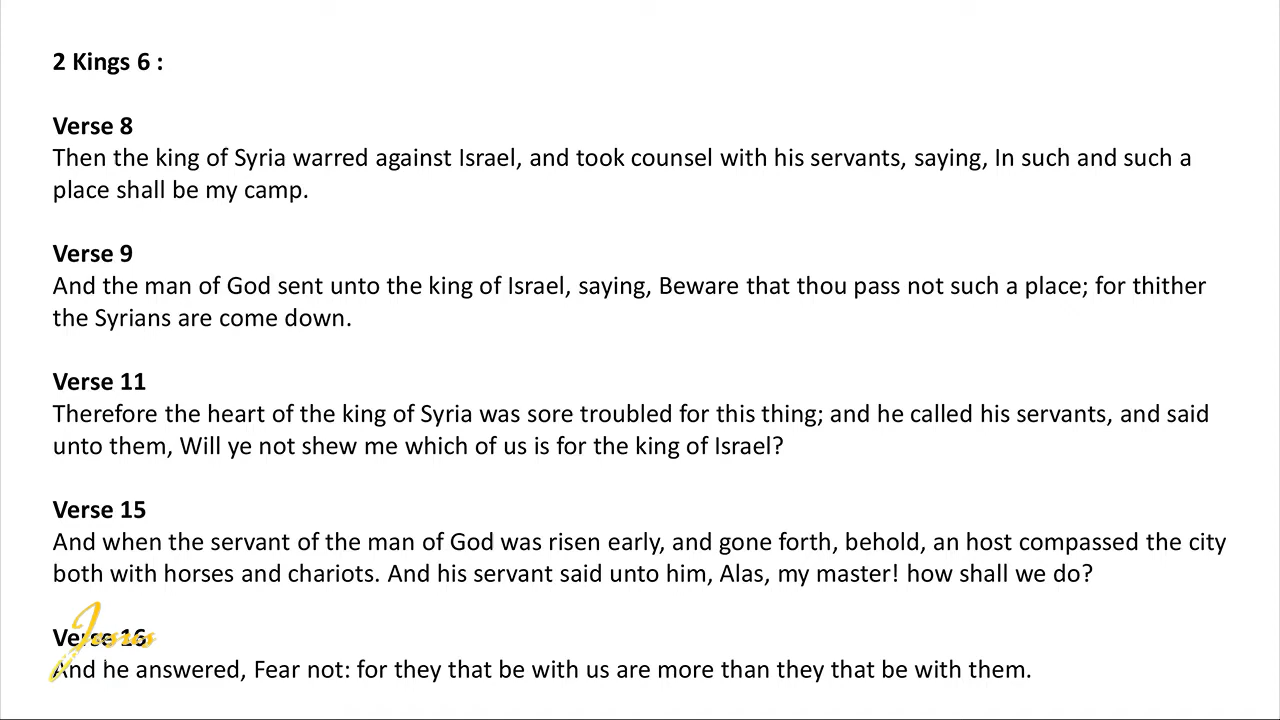 2 Kings 6 :
Verse 8
Then the king of Syria warred against Israel, and took counsel with his servants, saying, In such and such a
place shall be my camp.
Verse 9
And the man of God sent unto the king of Israel, saying, Beware that thou pass not such a place; for thither
the Syrians are come down.
Verse 11
Therefore the heart of the king of Syria was sore troubled for this thing; and he called his servants, and said
unto them, Will ye not shew me which of us is for the king of Israel?
Verse 15
And when the servant of the man of God was risen early, and gone forth, behold, an host compassed the city
both with horses and chariots. And his servant said unto him, Alas, my master! how shall we do?
Jesus
Verse 16
And he answered, Fear not: for they that be with us are more than they that be with them.